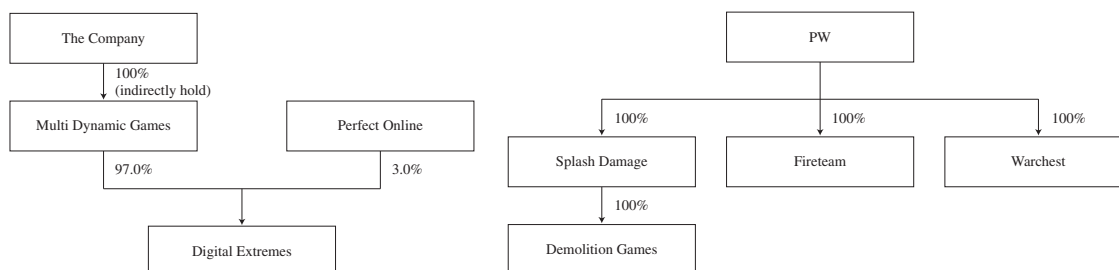 The Company
PW
100%
(indirectly hold)
Multi Dynamic Games
Perfect Online
100%
100%
100%
97.0%
3.0%
Splash Damage
Fireteam
Warchest
100%
Digital Extremes
Demolition Games